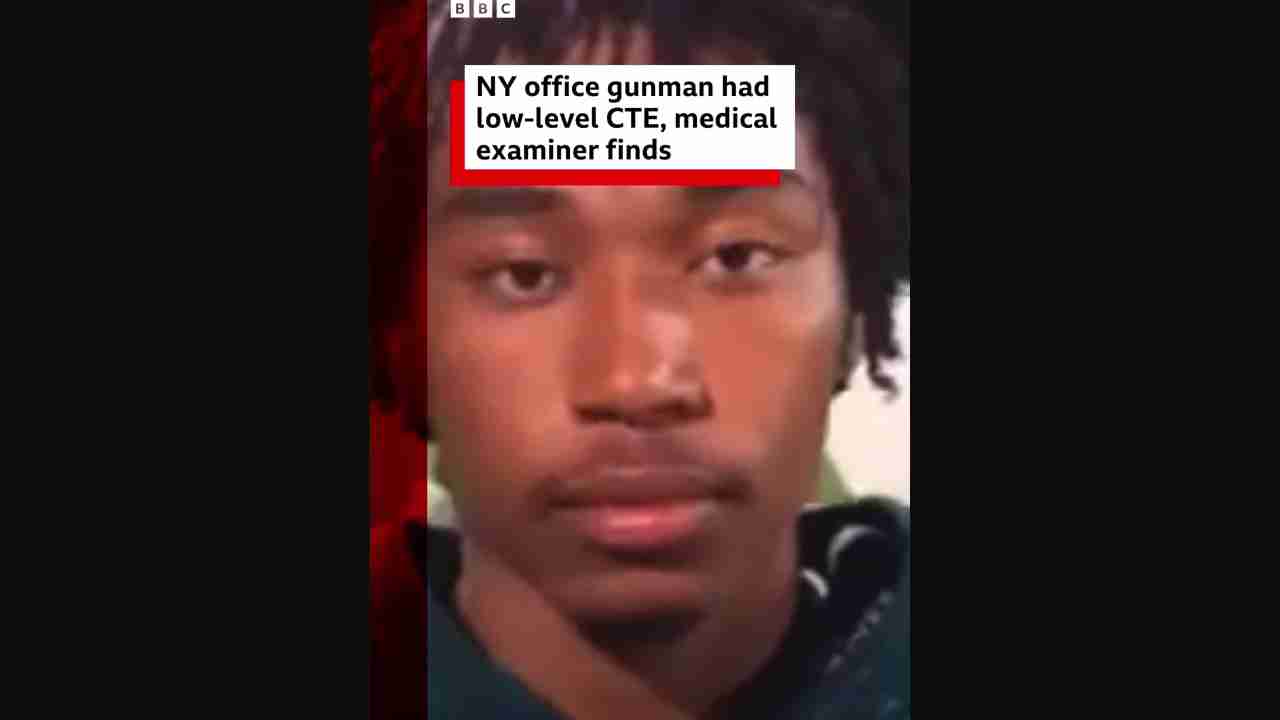 BBC
NY office gunman had
low-level CTE, medical
examiner finds